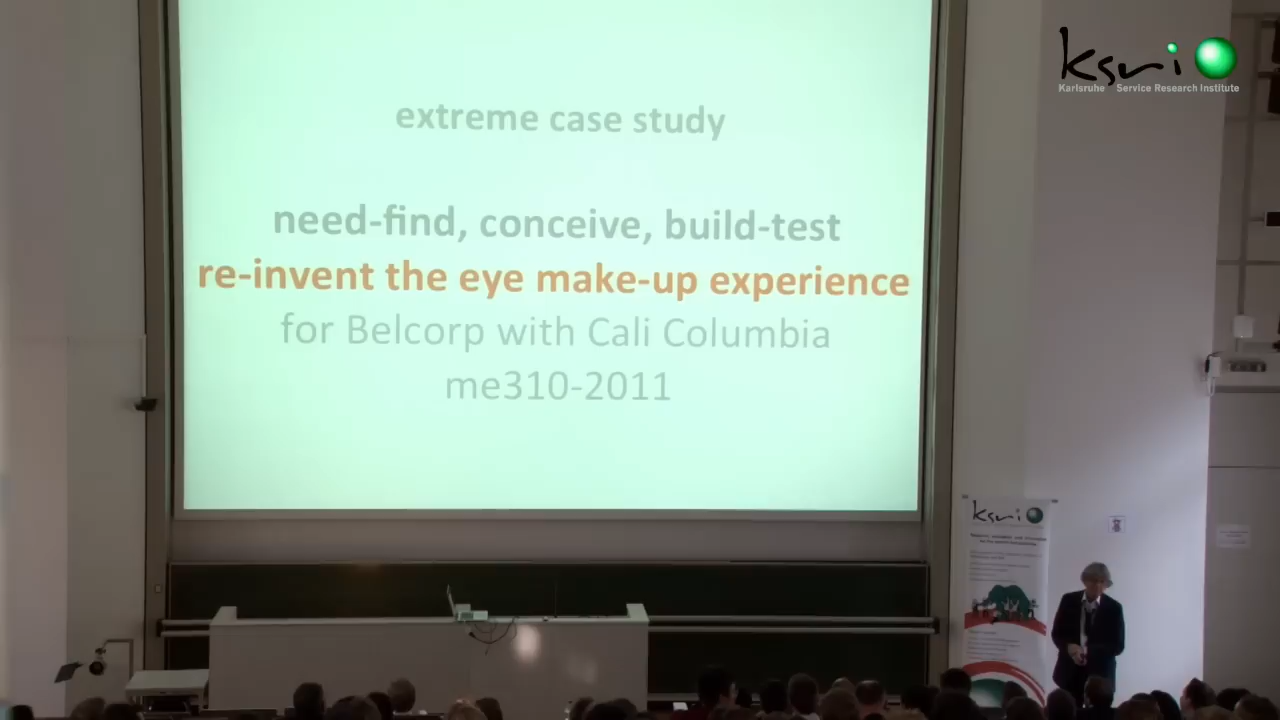 extreme case study
need-find, conceive, build-test
re-invent the eye make-up experience
for Belcorp with Cali Columbia
me310-2011
ksri
Karlsruhe Service Research Institute
ksri